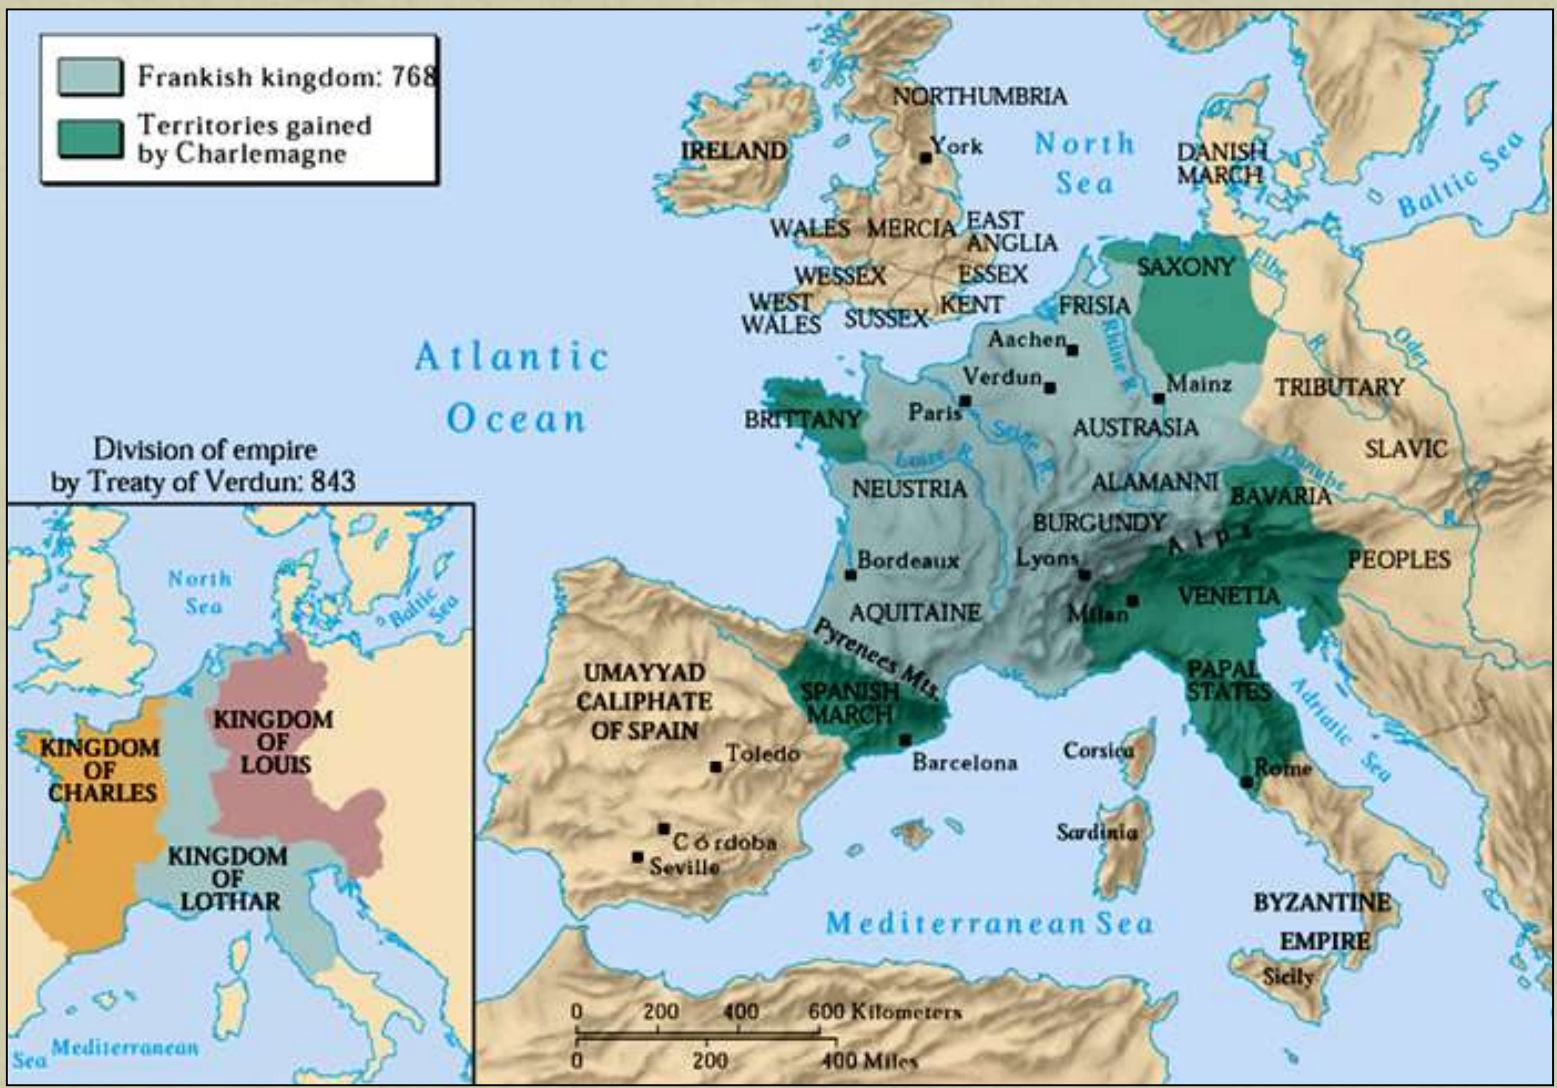 Frankish kingdom: 768
Territories gained
by Charlemagne
NORTHUMBRIA
York
IRELAND
North
Sea
DANISH
MARCH
Baltic Sea
WALES
MERCIA
EAST
ANGLIA
WESSEX
ESSEX
WEST
WALES
SUSSEX
KENT
SAXONY
Elbe
R.
FRISIA
Aachen
Rhine R.
Oder
R.
Verdun
Mainz
TRIBUTARY
Atlantic
Ocean
BRITTANY
Paris
Seine R.
AUSTRASIA
SLAVIC
Loire R.
NEUSTRIA
ALAMANNI
BAVARIA
Danube
R.
BURGUNDY
Alps
PEOPLES
Bordeaux
Lyons
AQUITAINE
Milan
VENETIA
Pyrenees Mts.
UMAYYAD
CALIPHATE
OF SPAIN
SPANISH
MARCH
PAPAL
STATES
Adriatic Sea
Toledo
Barcelona
Corsica
Rome
Córdoba
Seville
Sardinia
Mediterranean Sea
BYZANTINE
EMPIRE
Sicily
0 200 400 600 Kilometers
0 200 400 Miles
Division of empire
by Treaty of Verdun: 843
North
Sea
Baltic
Sea
KINGDOM
OF
LOUIS
KINGDOM
OF
CHARLES
KINGDOM
OF
LOTHAR
Mediterranean
Sea